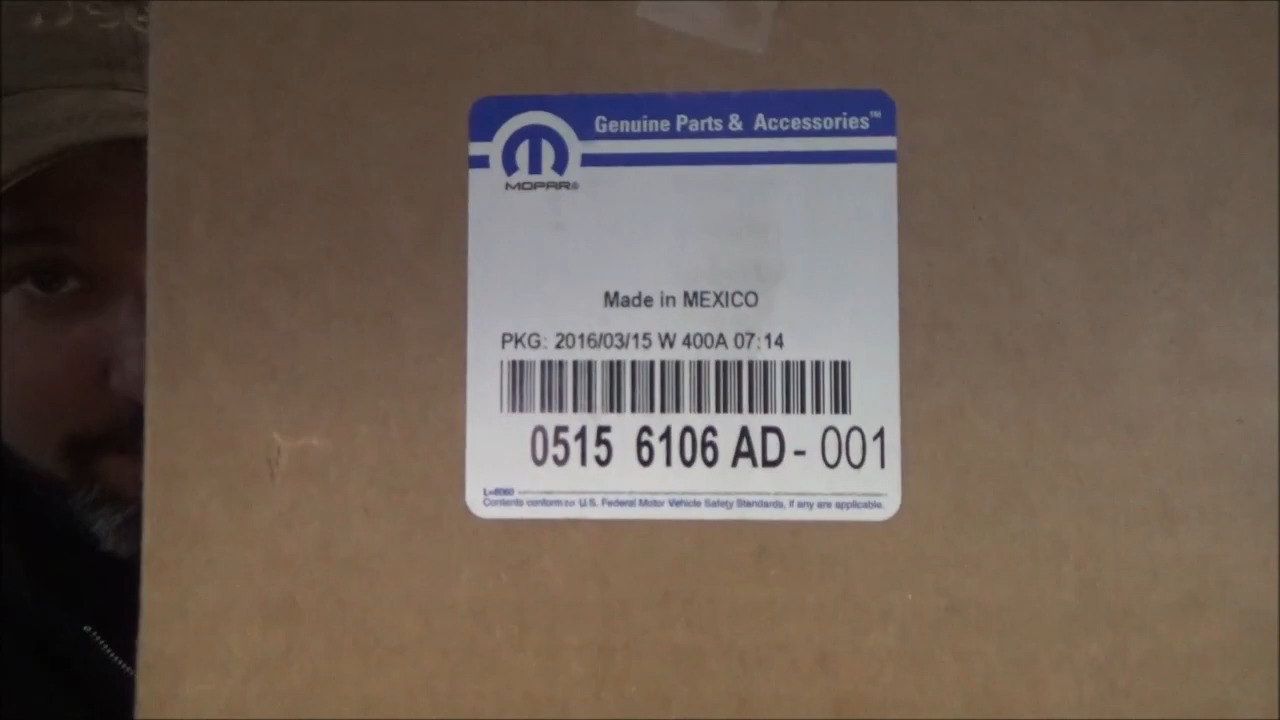 Genuine Parts & Accessories™
MOPAR®
Made in MEXICO
PKG: 2016/03/15 W 400A 07:14
0515 6106 AD - 001
L=6060
Contents conform to U.S. Federal Motor Vehicle Safety Standards, if any are applicable.